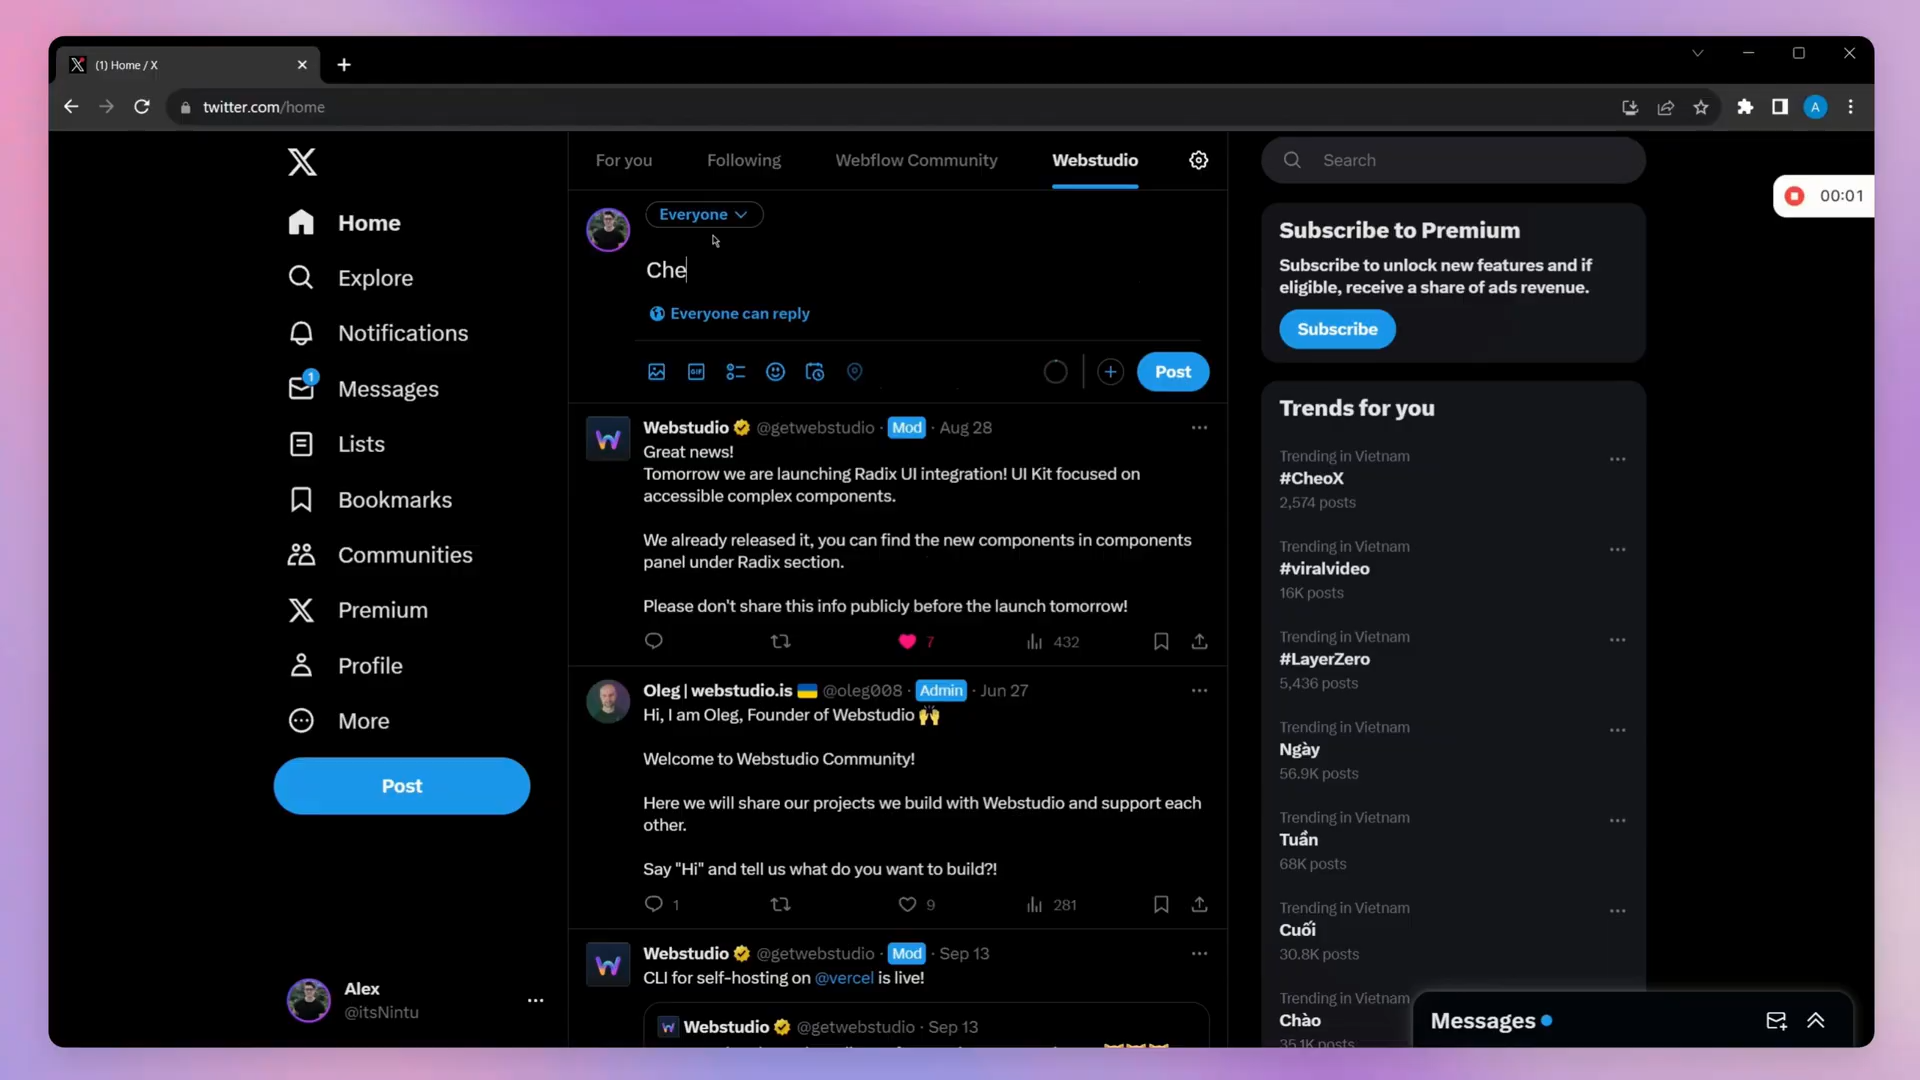 (1) Home / X
twitter.com/home
A
Home
Explore
Notifications
1
Messages
Lists
Bookmarks
Communities
Premium
Profile
More
Post
Alex
@itsNintu
For you
Following
Webflow Community
Webstudio
Everyone
Che
Everyone can reply
GIF
Post
Webstudio @getwebstudio · Mod · Aug 28
Great news!
Tomorrow we are launching Radix UI integration! UI Kit focused on
accessible complex components.
We already released it, you can find the new components in components
panel under Radix section.
Please don't share this info publicly before the launch tomorrow!
7
432
Oleg | webstudio.is @oleg008 · Admin · Jun 27
Hi, I am Oleg, Founder of Webstudio 🙌
Welcome to Webstudio Community!
Here we will share our projects we build with Webstudio and support each
other.
Say "Hi" and tell us what do you want to build?!
1
9
281
Webstudio @getwebstudio · Mod · Sep 13
CLI for self-hosting on @vercel is live!
Webstudio @getwebstudio · Sep 13
Search
00:01
Subscribe to Premium
Subscribe to unlock new features and if
eligible, receive a share of ads revenue.
Subscribe
Trends for you
Trending in Vietnam
#CheoX
2,574 posts
Trending in Vietnam
#viralvideo
16K posts
Trending in Vietnam
#LayerZero
5,436 posts
Trending in Vietnam
Ngày
56.9K posts
Trending in Vietnam
Tuần
68K posts
Trending in Vietnam
Cuối
30.8K posts
Trending in Vietnam
Chào
35.1K posts
Messages